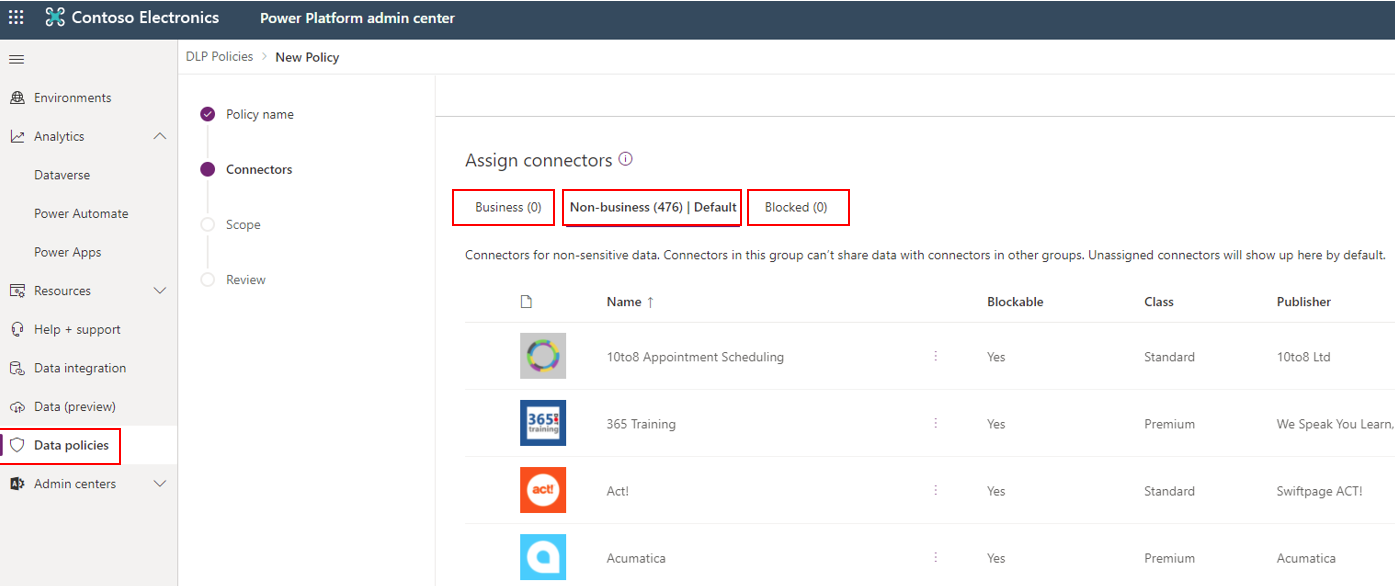 Contoso Electronics Power Platform admin center
DLP Policies > New Policy
Environments
Analytics
Dataverse
Power Automate
Power Apps
Resources
Help + support
Data integration
Data (preview)
Data policies
Admin centers
Policy name
Connectors
Scope
Review
Assign connectors
Business (0) Non-business (476) | Default Blocked (0)
Connectors for non-sensitive data. Connectors in this group can't share data with connectors in other groups. Unassigned connectors will show up here by default.
Name ↑ Blockable Class Publisher
10to8 Appointment Scheduling Yes Standard 10to8 Ltd
365 training
365 Training Yes Premium We Speak You Learn,
act!
Act! Yes Standard Swiftpage ACT!
Acumatica Yes Premium Acumatica